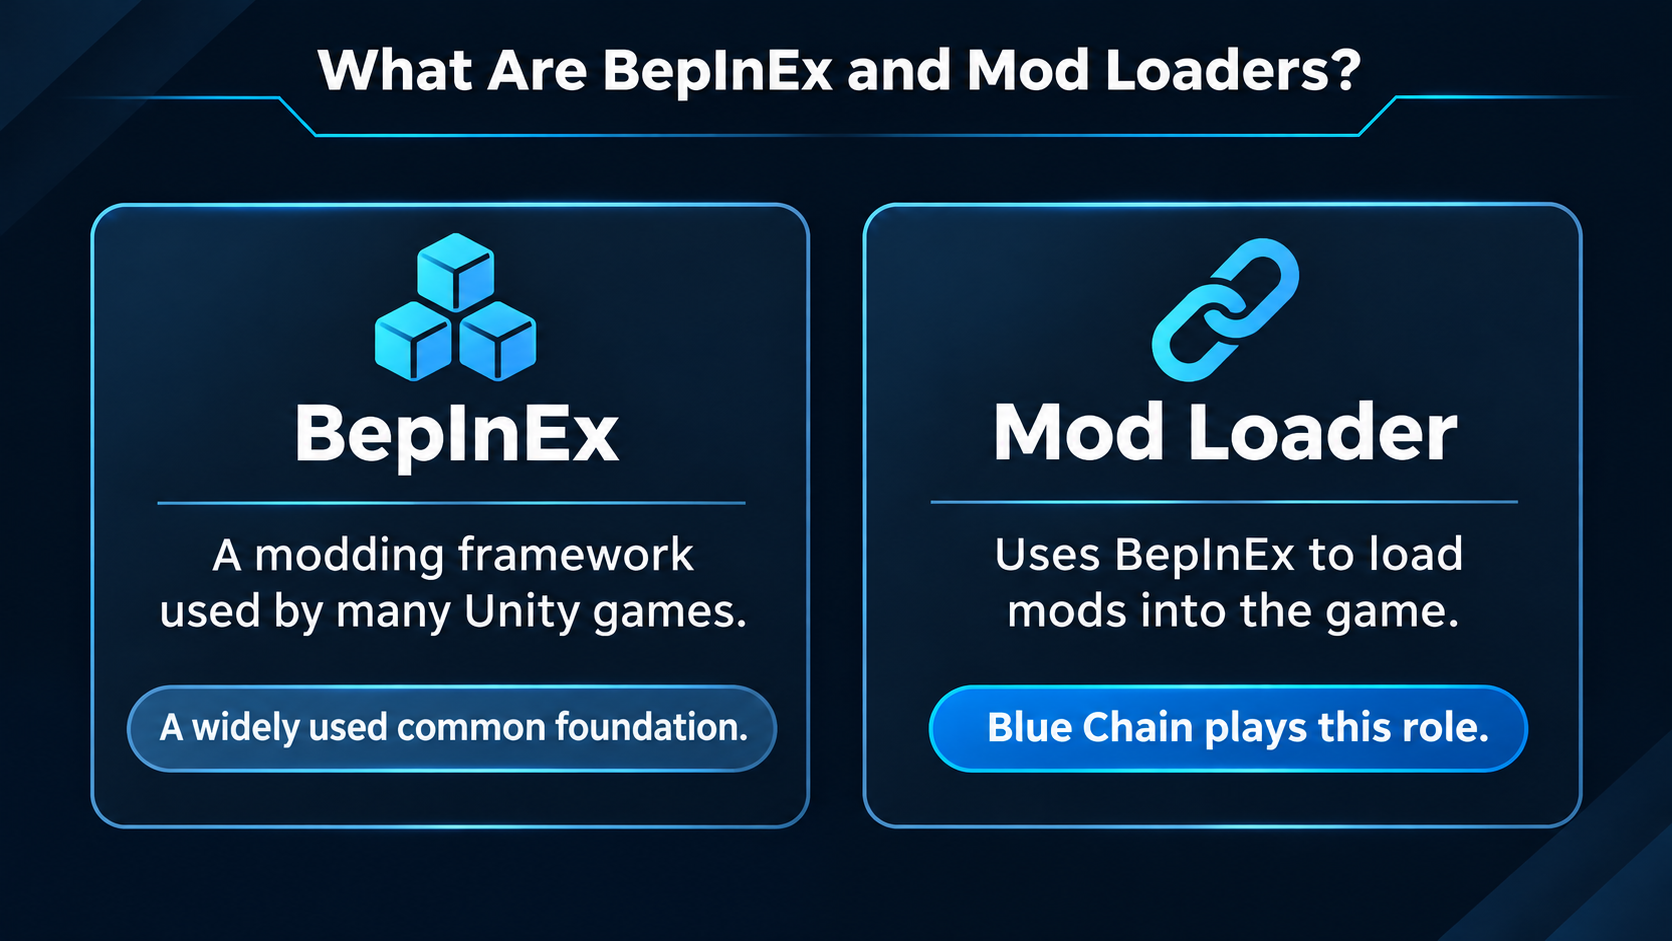 What Are BepInEx and Mod Loaders?
BepInEx
A modding framework
used by many Unity games.
A widely used common foundation.
Mod Loader
Uses BepInEx to load
mods into the game.
Blue Chain plays this role.